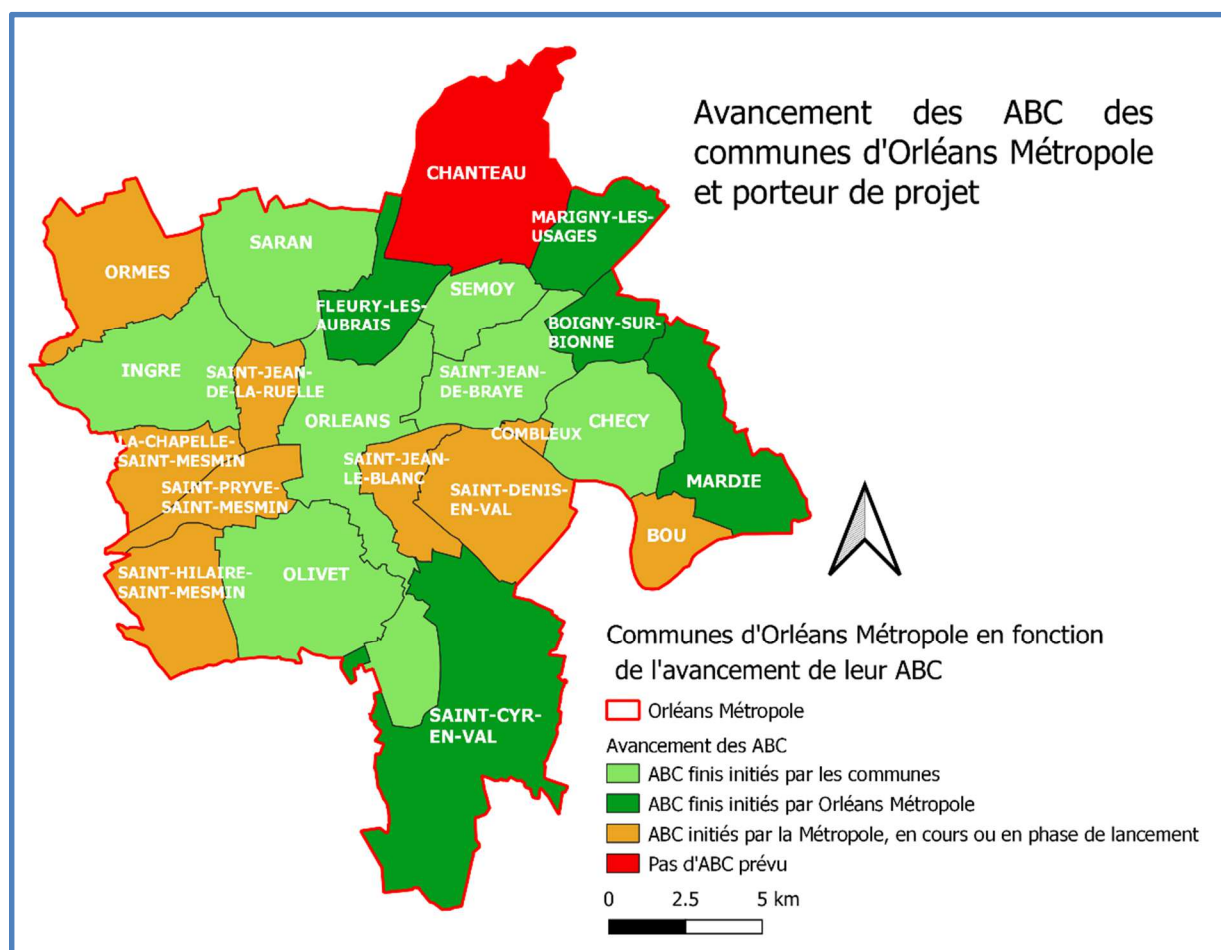 Avancement des ABC des
communes d'Orléans Métropole
et porteur de projet
CHANTEAU
MARIGNY-LES-
USAGES
SARAN
ORMES
SEMOY
FLEURY-LES-
AUBRAIS
BOIGNY-SUR-
BIONNE
INGRE
SAINT-JEAN-
DE-LA-RUELLE
SAINT-JEAN-
DE-BRAYE
ORLEANS
CHECY
COMBLEUX
LA-CHAPELLE-
SAINT-MESMIN
SAINT-JEAN-
LE-BLANC
SAINT-PRYVE-
SAINT-MESMIN
SAINT-DENIS-
EN-VAL
MARDIE
BOU
SAINT-HILAIRE-
SAINT-MESMIN
OLIVET
SAINT-CYR-
EN-VAL
Communes d'Orléans Métropole en fonction
de l'avancement de leur ABC
Orléans Métropole
Avancement des ABC
ABC finis initiés par les communes
ABC finis initiés par Orléans Métropole
ABC initiés par la Métropole, en cours ou en phase de lancement
Pas d'ABC prévu
0 2.5 5 km